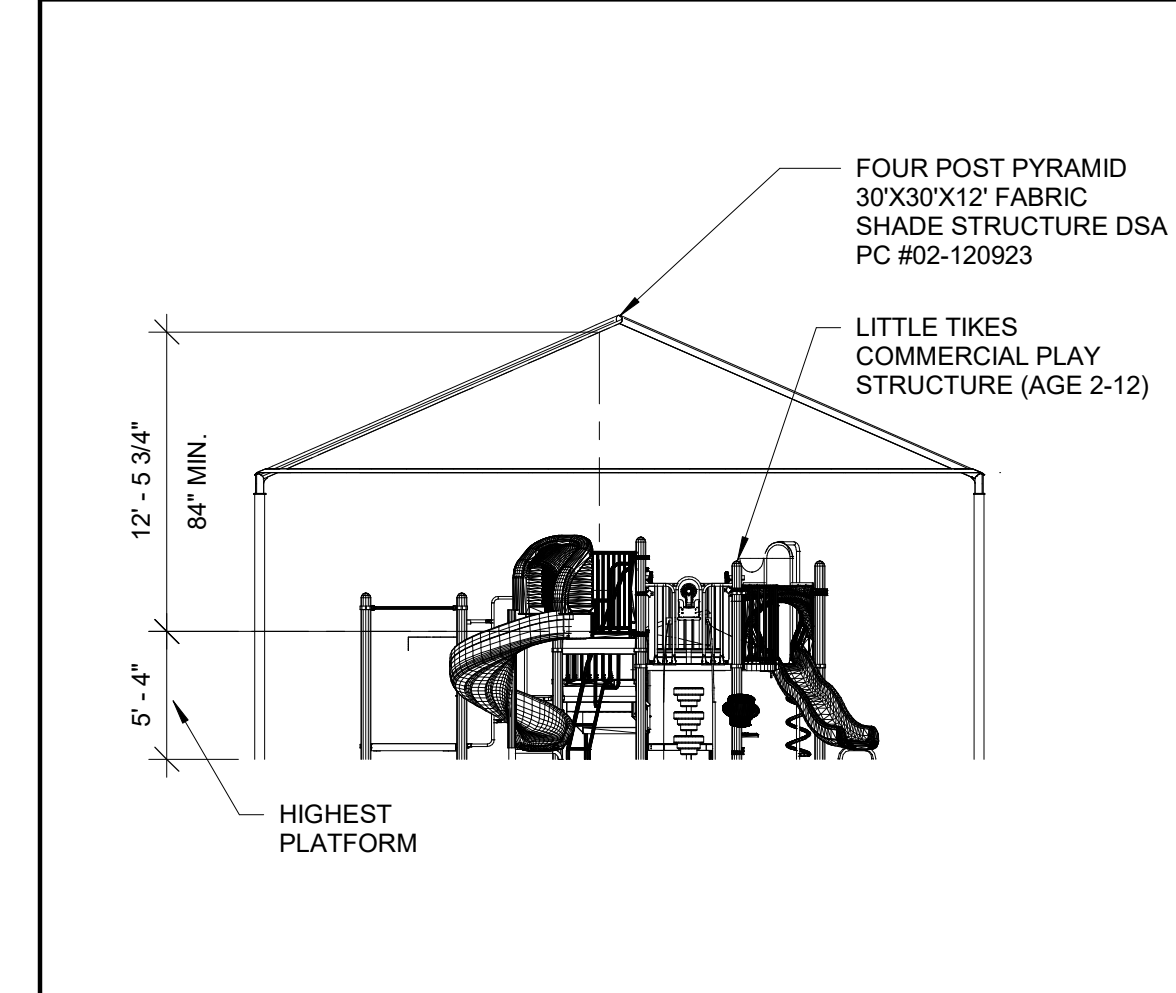 FOUR POST PYRAMID
30'X30'X12' FABRIC
SHADE STRUCTURE DSA
PC #02-120923
LITTLE TIKES
COMMERCIAL PLAY
STRUCTURE (AGE 2-12)
12' - 5 3/4"
84" MIN.
5' - 4"
HIGHEST
PLATFORM